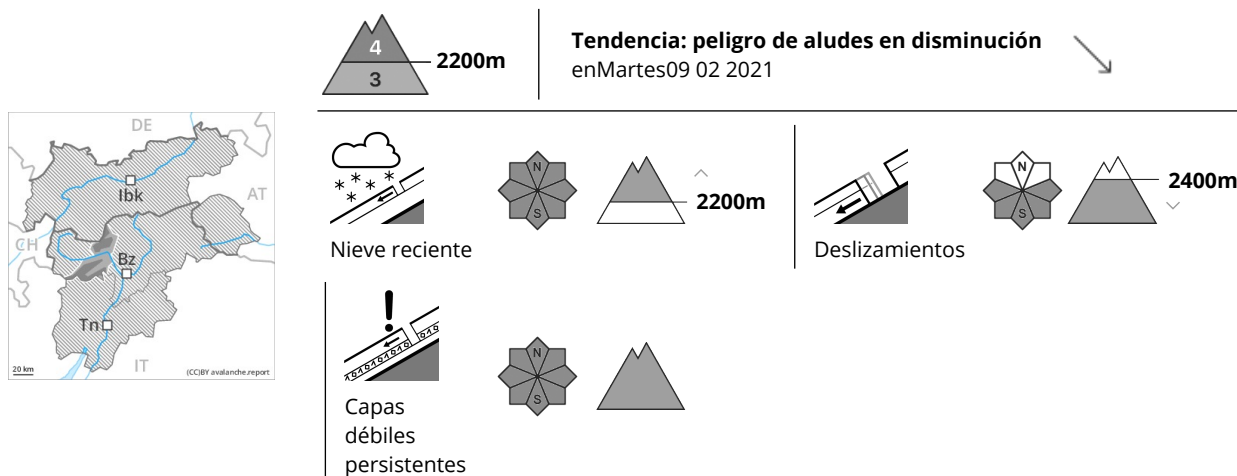 4
2200m
3
Tendencia: peligro de aludes en disminución
enMartes09 02 2021
DE
Ibk
AT
CH
Bz
Tn
IT
20 km
(CC)BY avalanche.report
N
S
2200m
Nieve reciente
N
S
2400m
Deslizamientos
N
S
Capas
débiles
persistentes